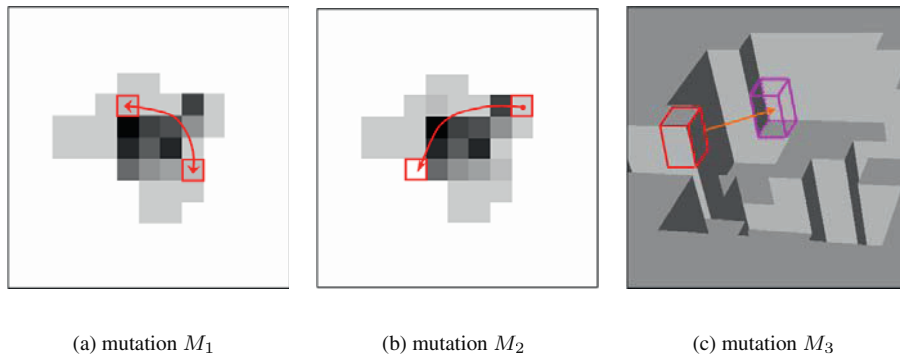 (a) mutation M₁
(b) mutation M₂
(c) mutation M₃